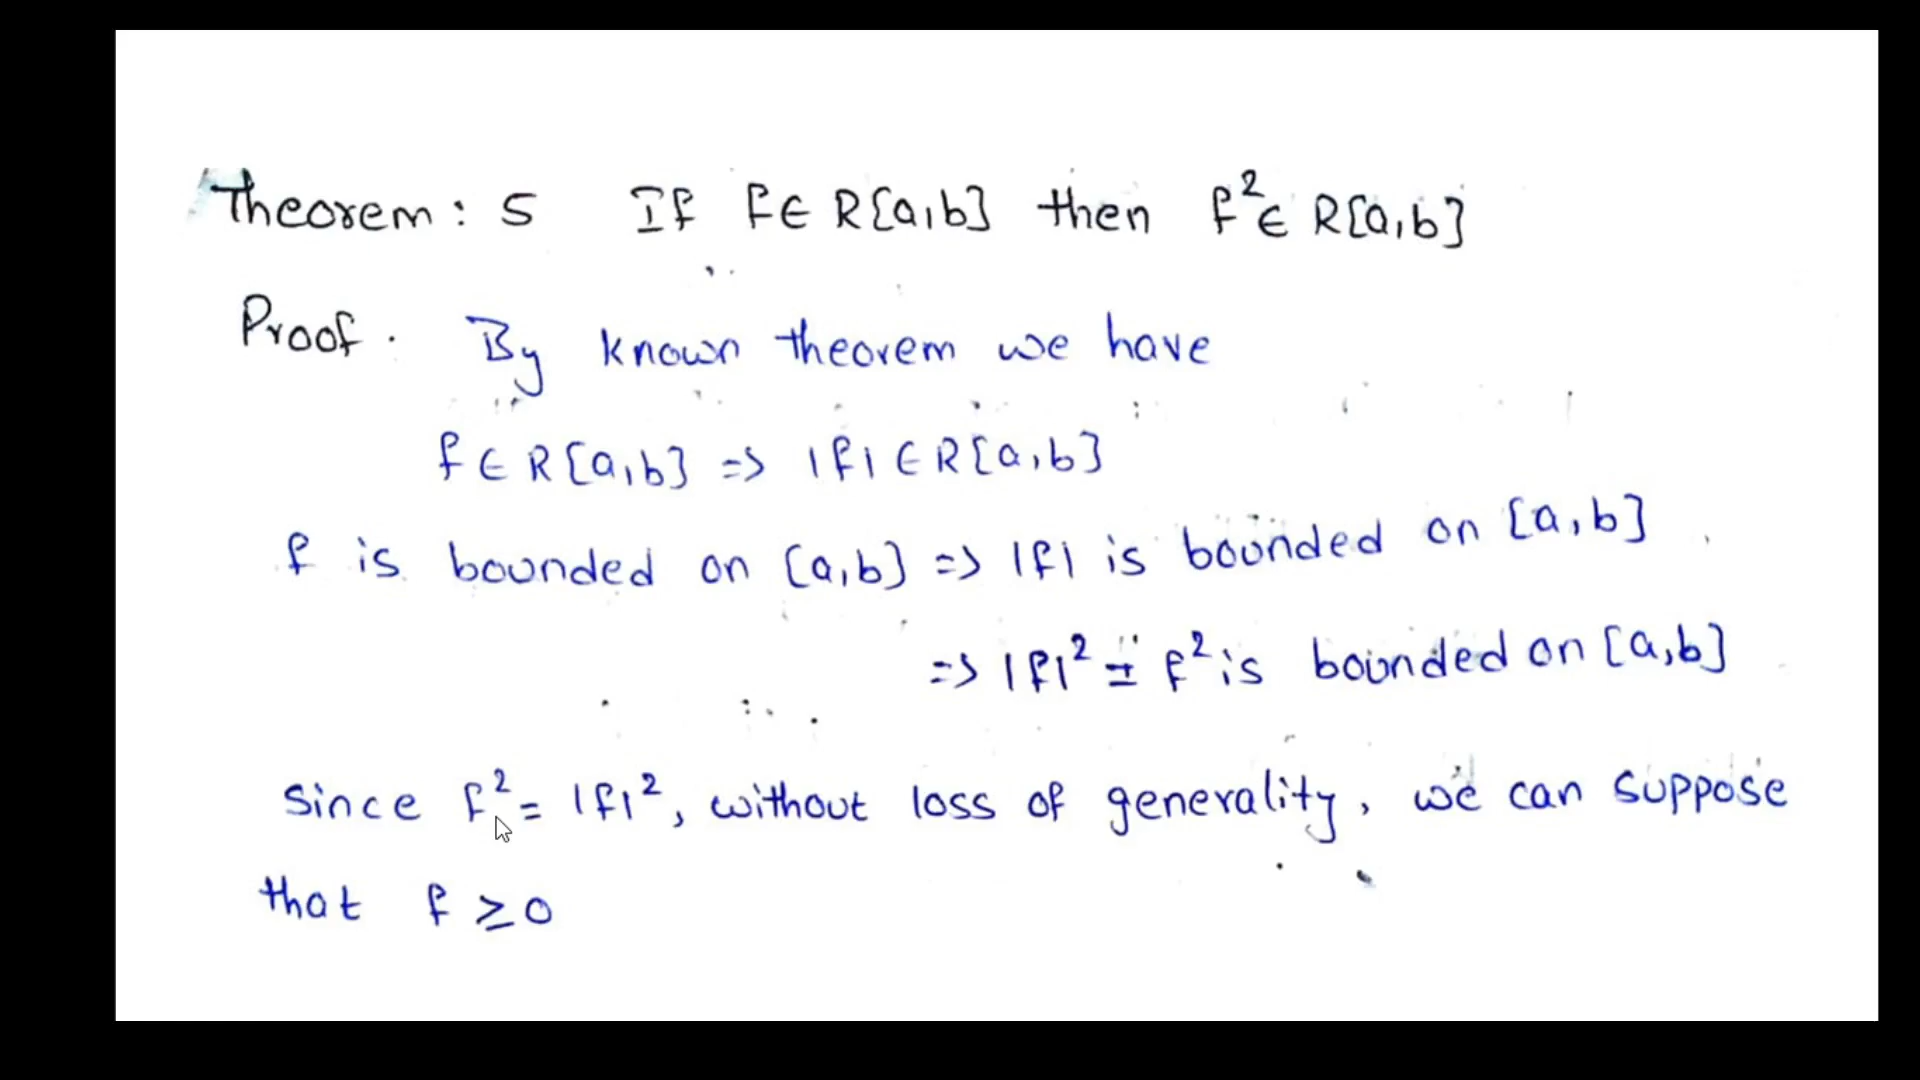 Theorem: 5 If f ∈ R[a,b] then f² ∈ R[a,b]
Proof. By known theorem we have
f ∈ R[a,b] => |f| ∈ R[a,b]
f is bounded on [a,b] => |f| is bounded on [a,b]
=> |f|² = f² is bounded on [a,b]
Since f² = |f|², without loss of generality, we can suppose
that f ≥ 0